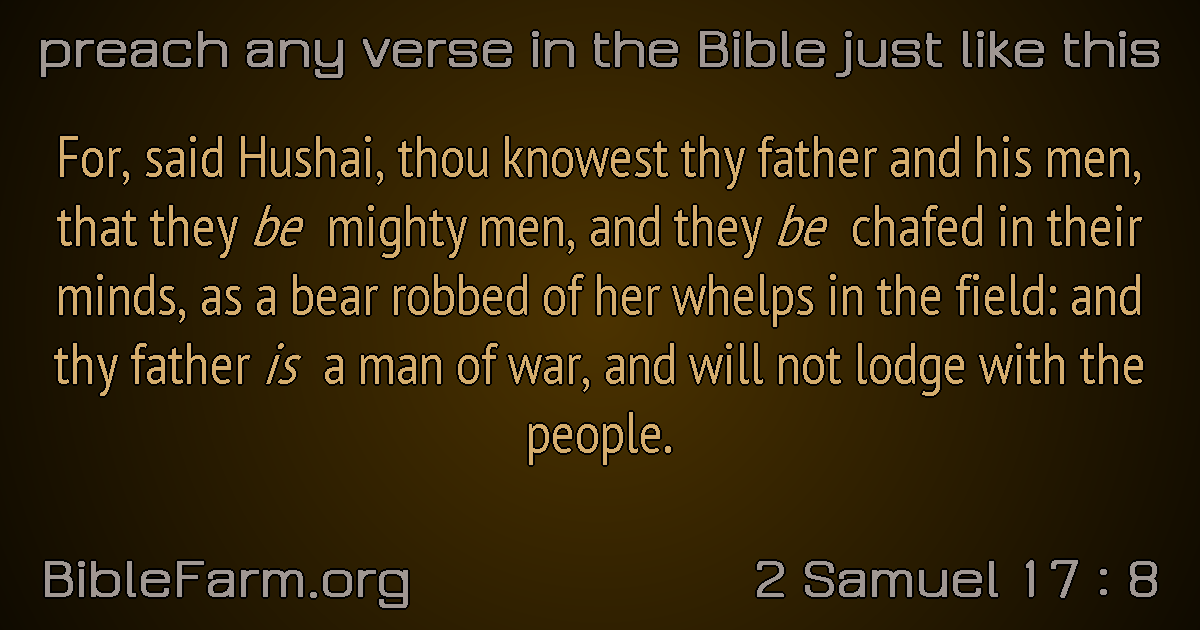 preach any verse in the Bible just like this
For, said Hushai, thou knowest thy father and his men,
that they be mighty men, and they be chafed in their
minds, as a bear robbed of her whelps in the field: and
thy father is a man of war, and will not lodge with the
people.
BibleFarm.org
2 Samuel 17 : 8